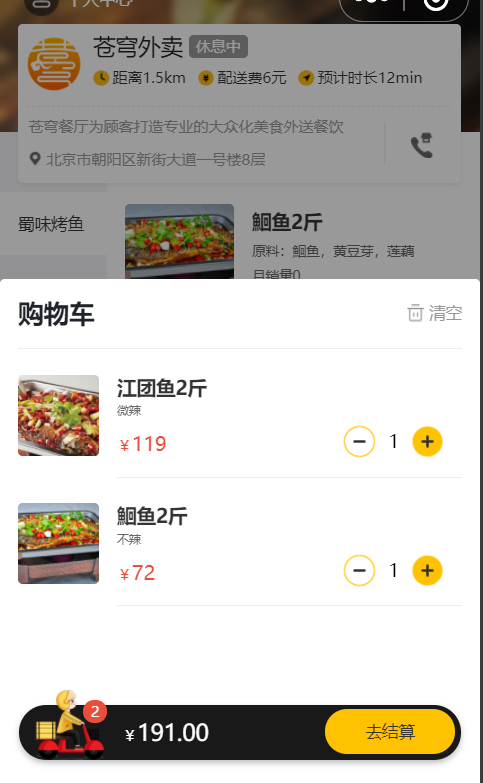 个人中心
苍穹外卖 休息中
距离1.5km 配送费6元 预计时长12min
苍穹餐厅为顾客打造专业的大众化美食外送餐饮
北京市朝阳区新街大道一号楼8层
蜀味烤鱼
鮰鱼2斤
原料：鮰鱼，黄豆芽，莲藕
月销量0
购物车
清空
江团鱼2斤
微辣
￥119
1
鮰鱼2斤
不辣
￥72
1
2
￥191.00
去结算